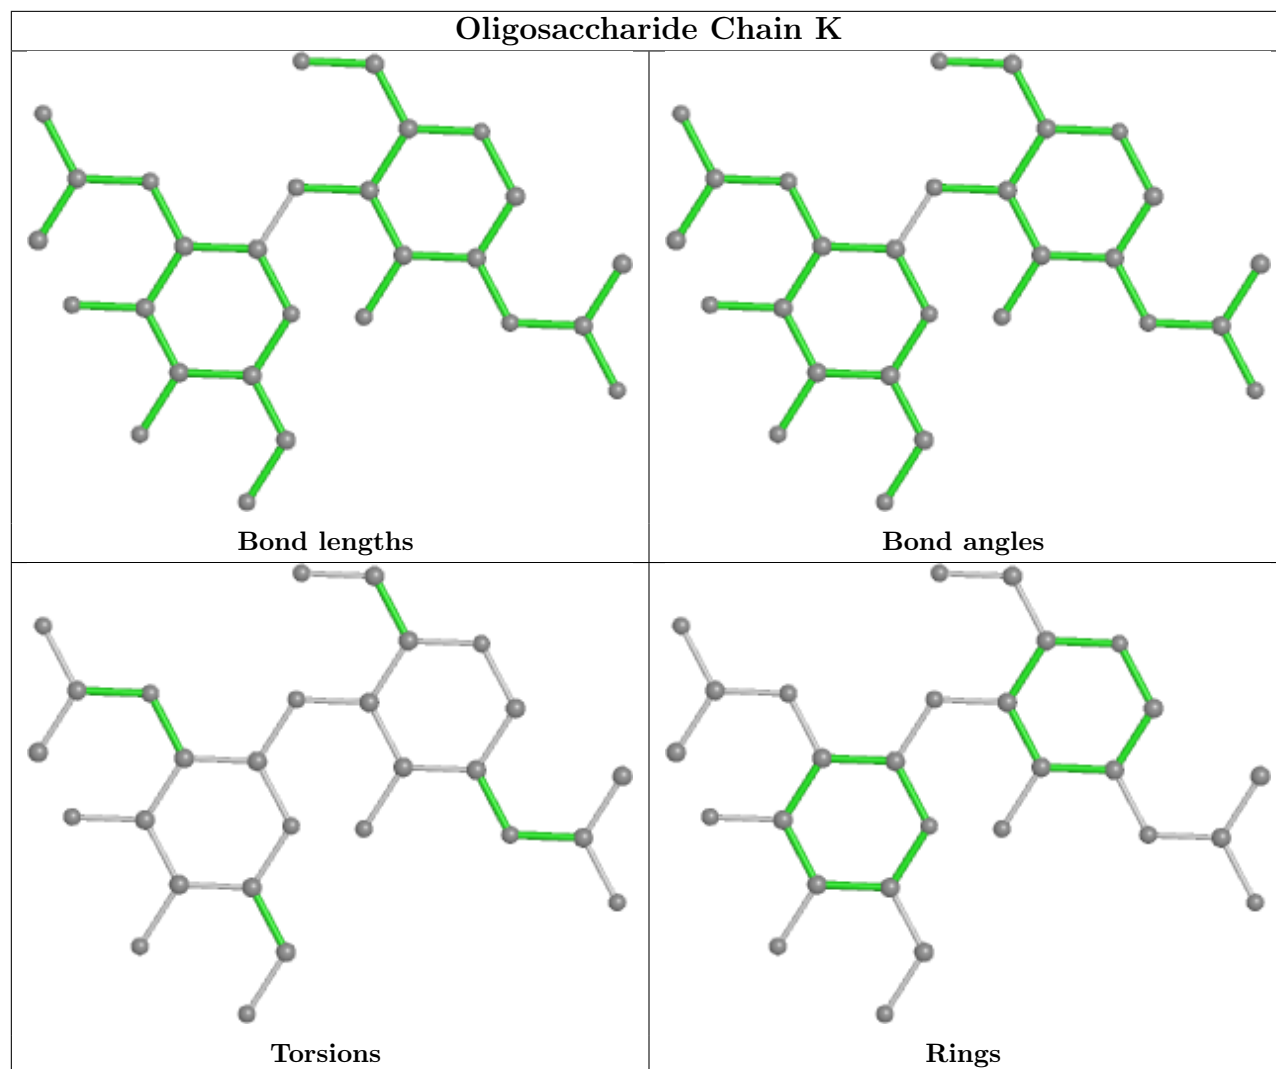 Oligosaccharide Chain K
Bond lengths
Bond angles
Torsions
Rings